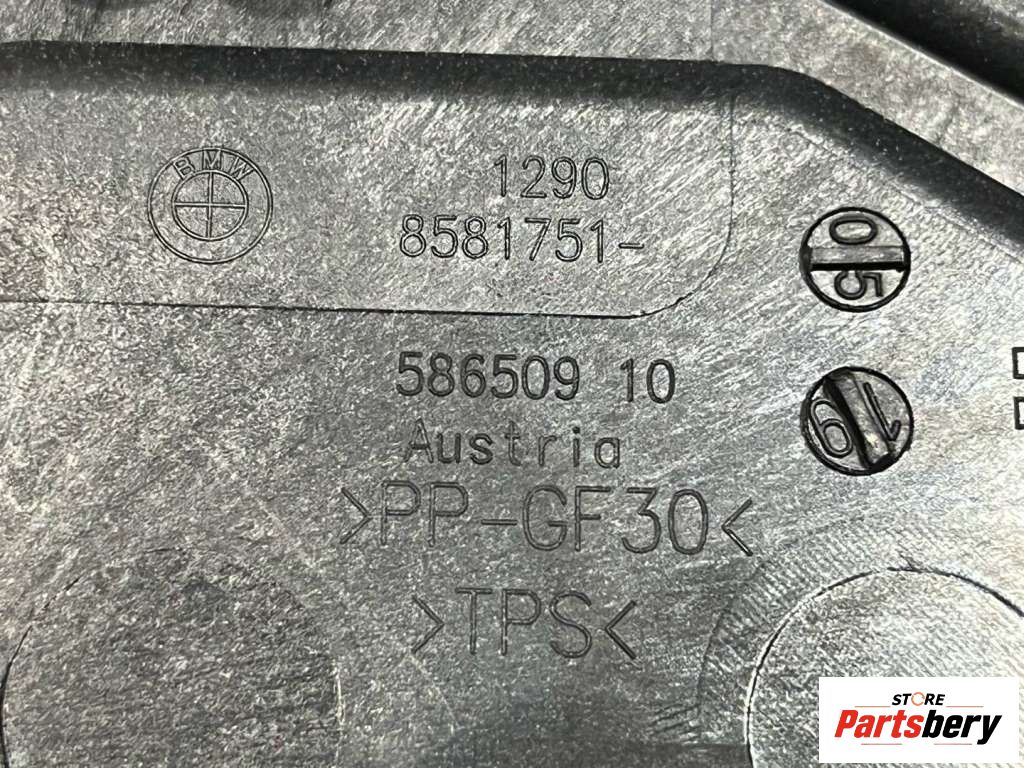 BMW
1290
8581751-
05
586509 10
Austria
19
>PP-GF30<
>TPS<
STORE
Partsbery